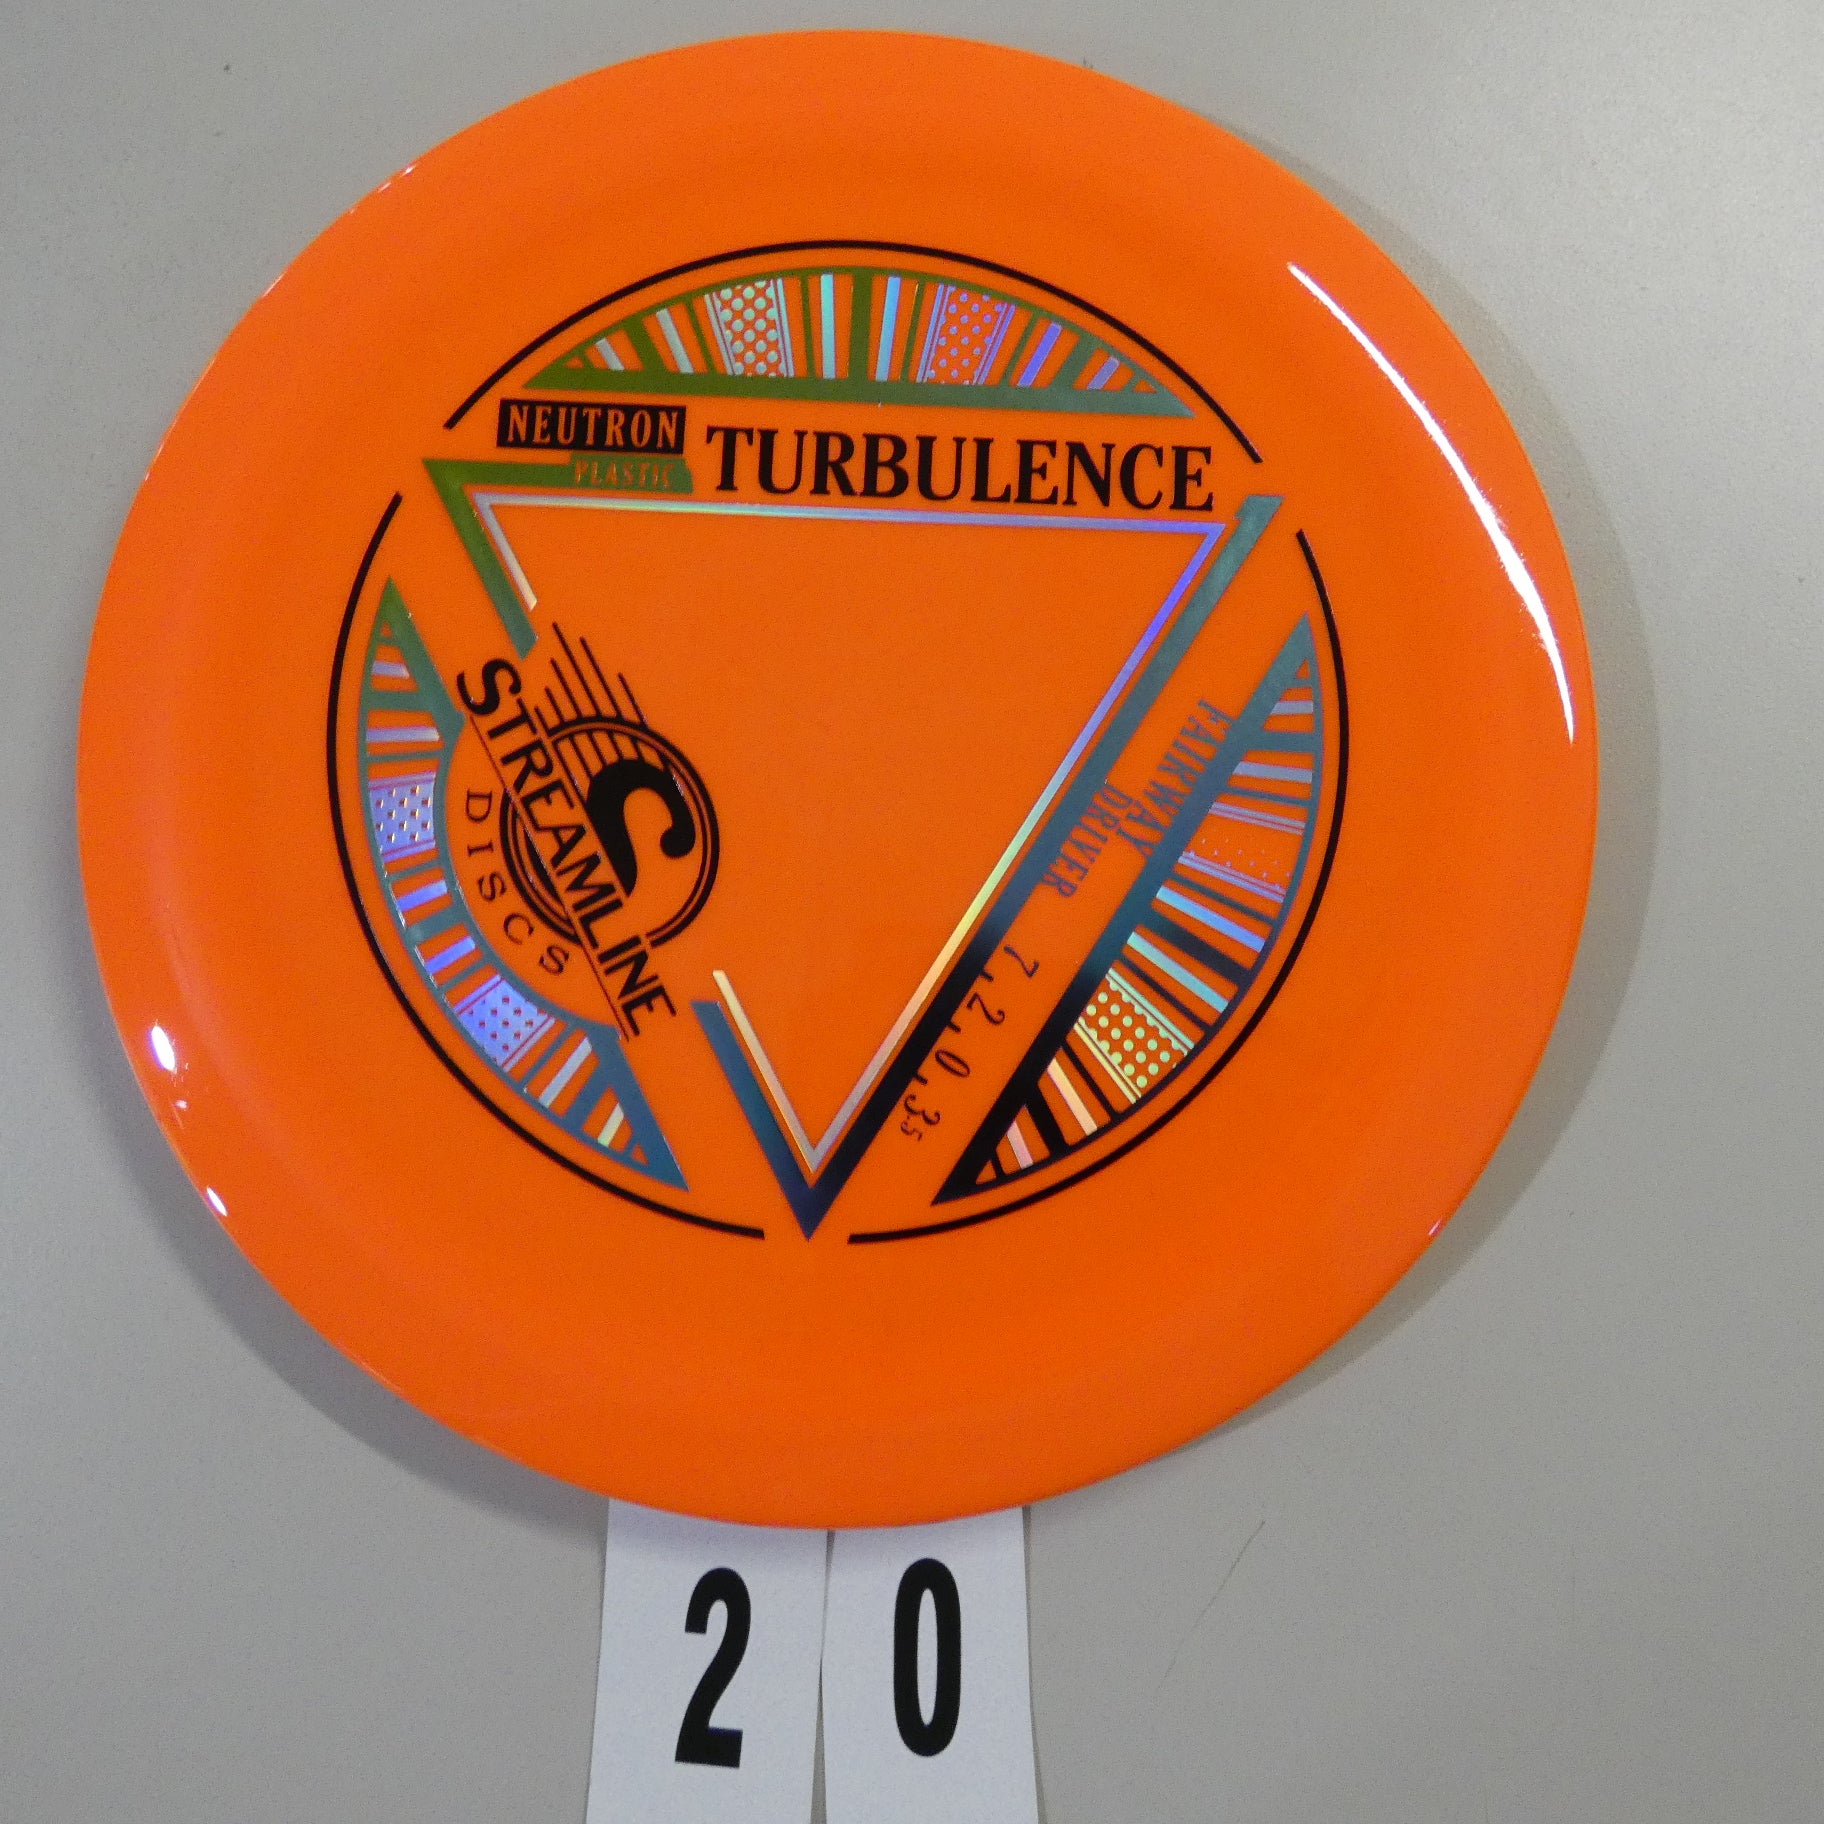 NEUTRON
PLASTIC
TURBULENCE
STREAMLINE
DISCS
S
FAIRWAY
DRIVER
7, 2, 0, 3.5
2 0